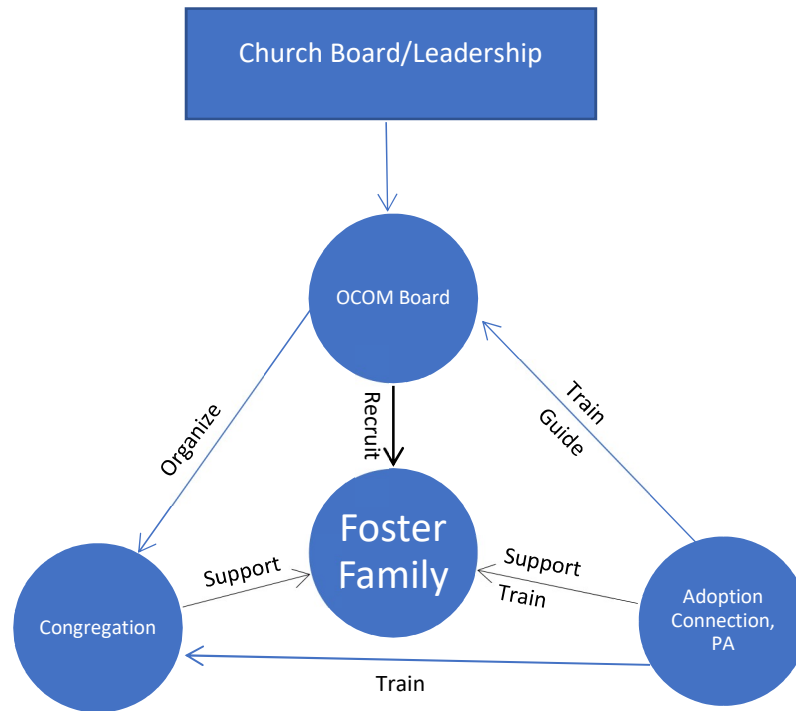 Church Board/Leadership
OCOM Board
Train
Guide
Recruit
Organize
Foster
Family
Support
Support
Train
Congregation
Adoption
Connection,
PA
Train